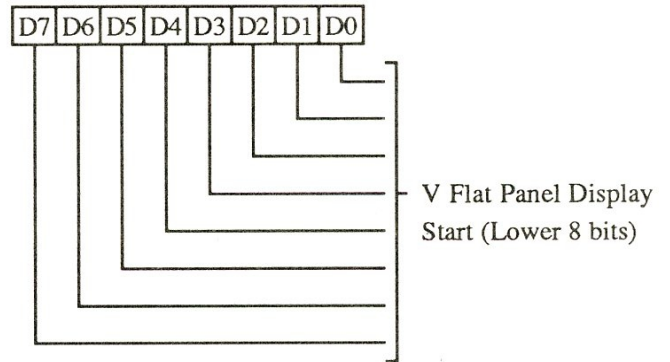 D7 D6 D5 D4 D3 D2 D1 D0
V Flat Panel Display
Start (Lower 8 bits)